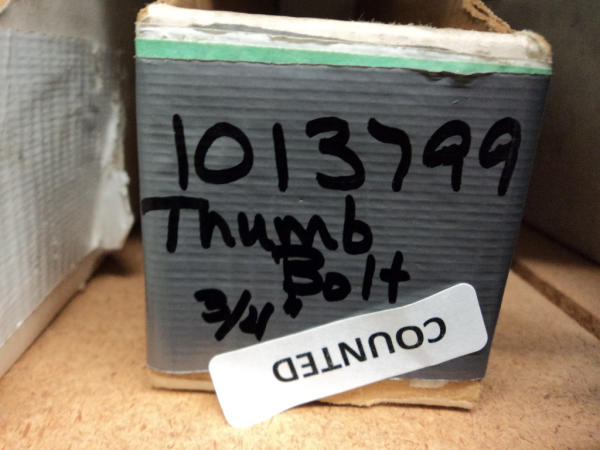 1013799
Thumb
Bolt
3/4"
COUNTED